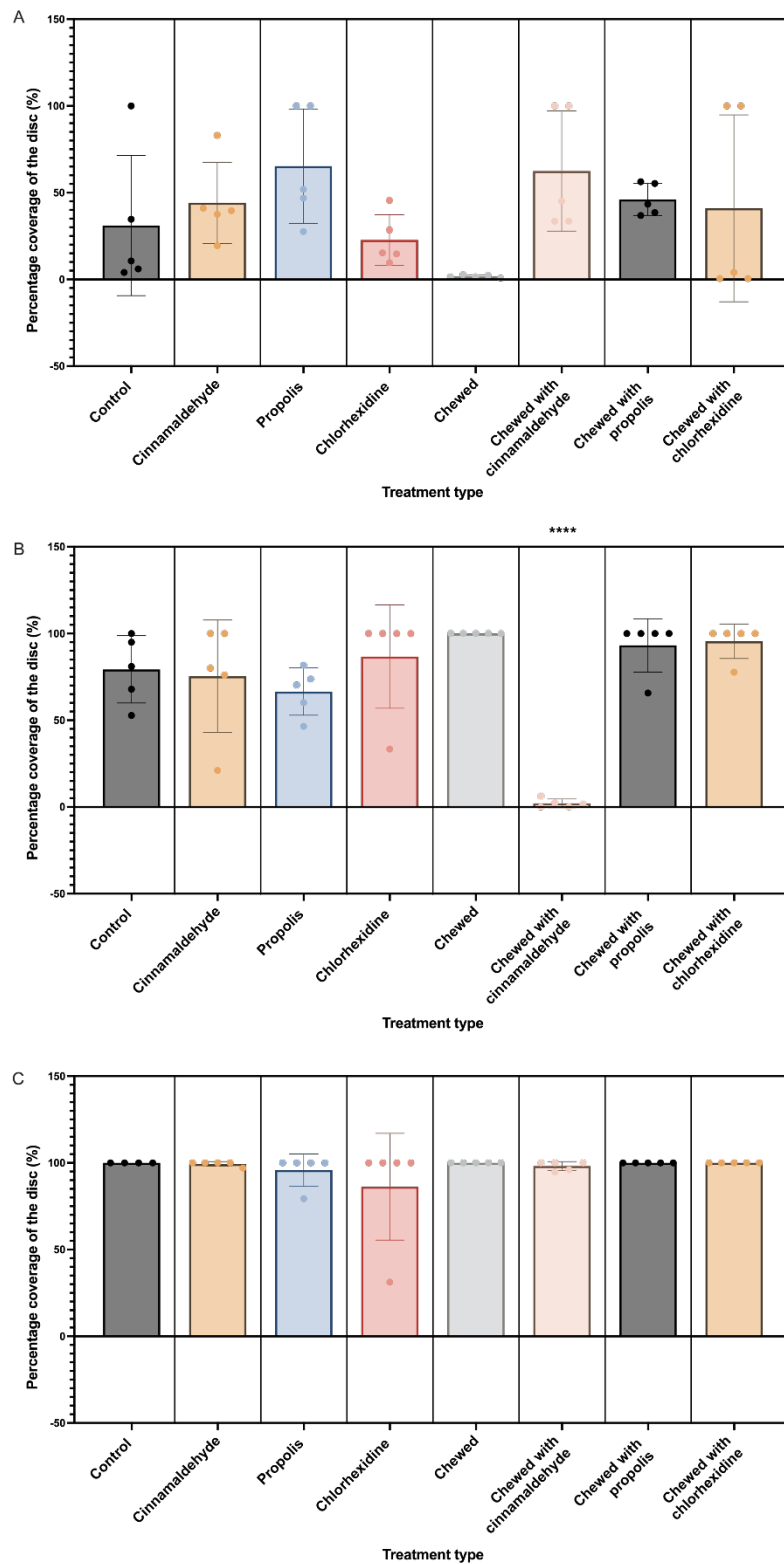 A
Percentage coverage of the disc (%)
150
100
50
0
-50
Control
Cinnamaldehyde
Propolis
Chlorhexidine
Chewed
Chewed with
cinnamaldehyde
Chewed with
propolis
Chewed with
chlorhexidine
Treatment type
B
****
Percentage coverage of the disc (%)
150
100
50
0
-50
Control
Cinnamaldehyde
Propolis
Chlorhexidine
Chewed
Chewed with
cinnamaldehyde
Chewed with
propolis
Chewed with
chlorhexidine
Treatment type
C
Percentage coverage of the disc (%)
150
100
50
0
-50
Control
Cinnamaldehyde
Propolis
Chlorhexidine
Chewed
Chewed with
cinnamaldehyde
Chewed with
propolis
Chewed with
chlorhexidine
Treatment type